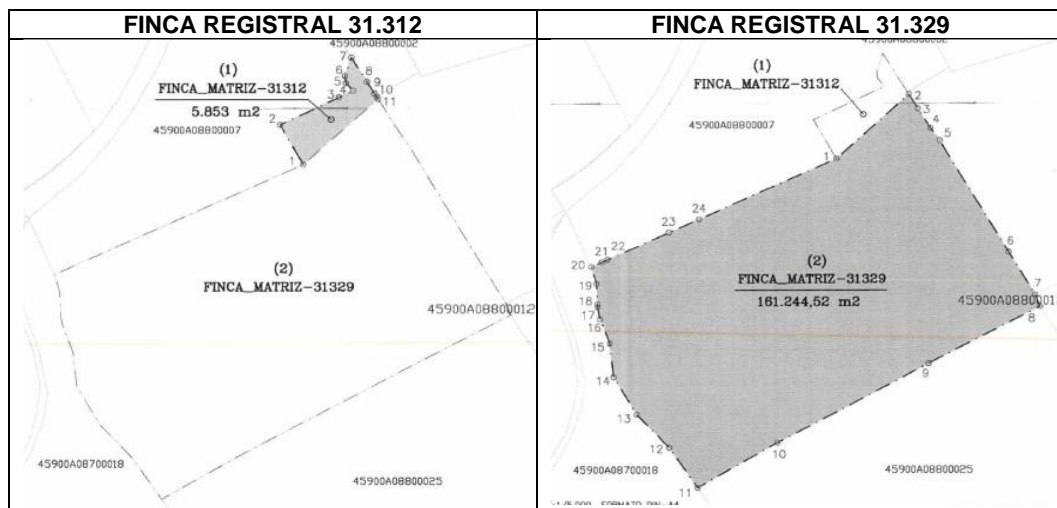 FINCA REGISTRAL 31.312
45900A08800002
7
6
5
4
3
8
9
10
11
2
1
(1)
FINCA_MATRIZ-31312
5.853 m2
45900A08800007
(2)
FINCA_MATRIZ-31329
45900A08800012
45900A08700018
45900A08800025
FINCA REGISTRAL 31.329
(1)
FINCA_MATRIZ-31312
45900A08800007
2
3
4
5
1
24
23
22
21
20
19
18
17
16
15
14
13
12
11
10
9
8
7
6
(2)
FINCA_MATRIZ-31329
161.244,52 m2
45900A0880001
45900A08700018
45900A08800025